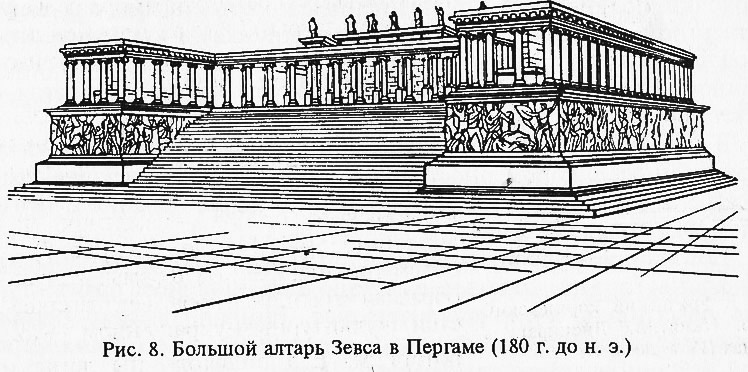 Рис. 8. Большой алтарь Зевса в Пергаме (180 г. до н. э.)